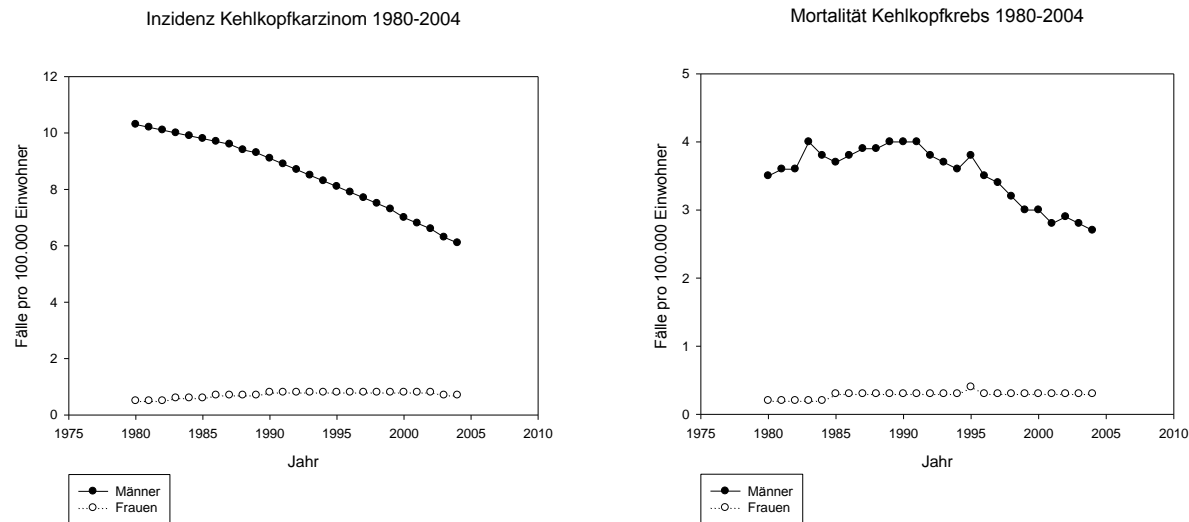 Inzidenz Kehlkopfkarzinom 1980-2004
Fälle pro 100.000 Einwohner
12
10
8
6
4
2
0
1975 1980 1985 1990 1995 2000 2005 2010
Jahr
Männer
Frauen
Mortalität Kehlkopfkrebs 1980-2004
Fälle pro 100.000 Einwohner
5
4
3
2
1
0
1975 1980 1985 1990 1995 2000 2005 2010
Jahr
Männer
Frauen